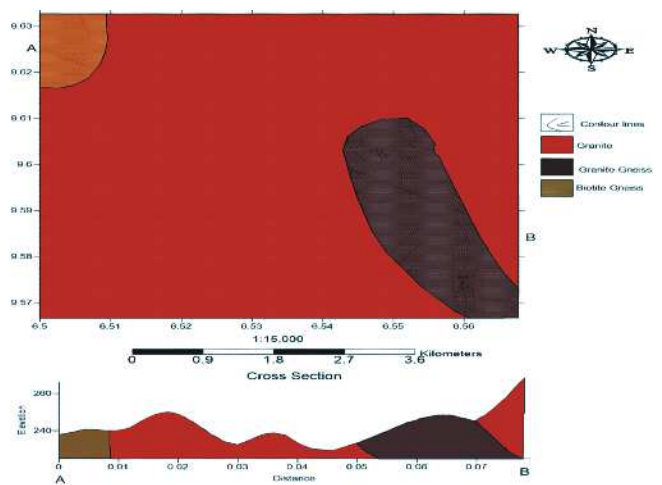 9.63
A
9.62
9.61
9.6
9.59
9.58
9.57
B
6.5 6.51 6.52 6.53 6.54 6.55 6.56
N
W E
S
Contour lines
Granite
Granite Gneiss
Biotite Gneiss
1:15,000
Kilometers
0 0.9 1.8 2.7 3.6
Cross Section
Elevation
260
240
0 0.01 0.02 0.03 0.04 0.05 0.06 0.07
A Distance B